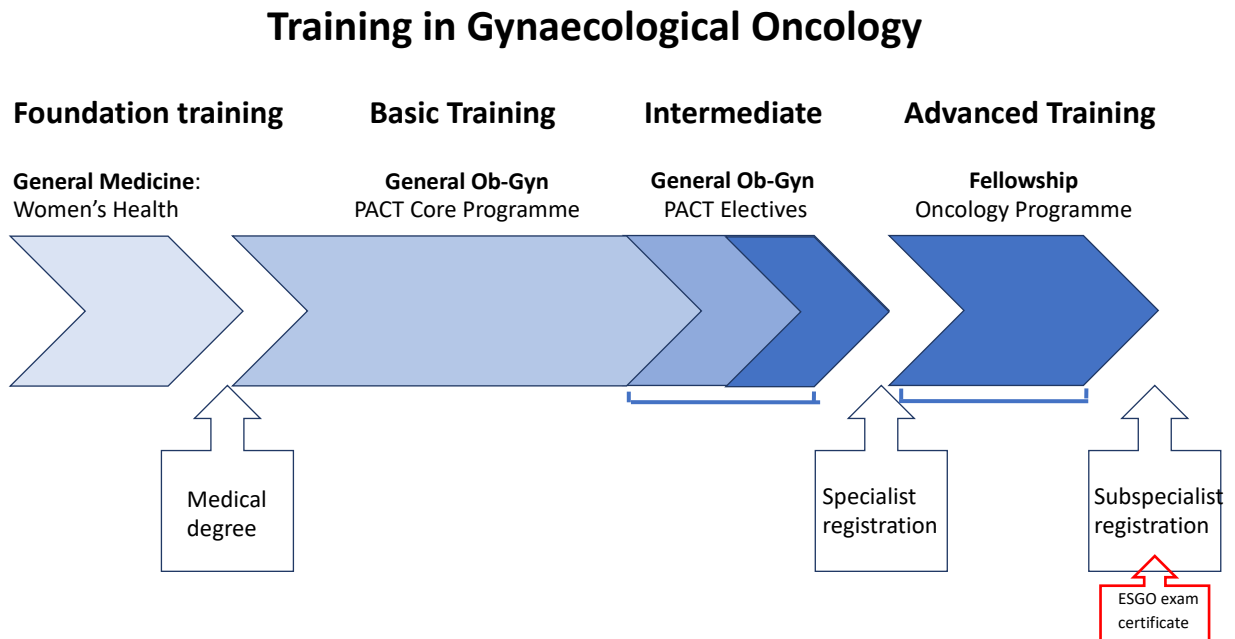 Training in Gynaecological Oncology
Foundation training
Basic Training
Intermediate
Advanced Training
General Medicine:
Women's Health
General Ob-Gyn
PACT Core Programme
General Ob-Gyn
PACT Electives
Fellowship
Oncology Programme
Medical
degree
Specialist
registration
Subspecialist
registration
ESGO exam
certificate